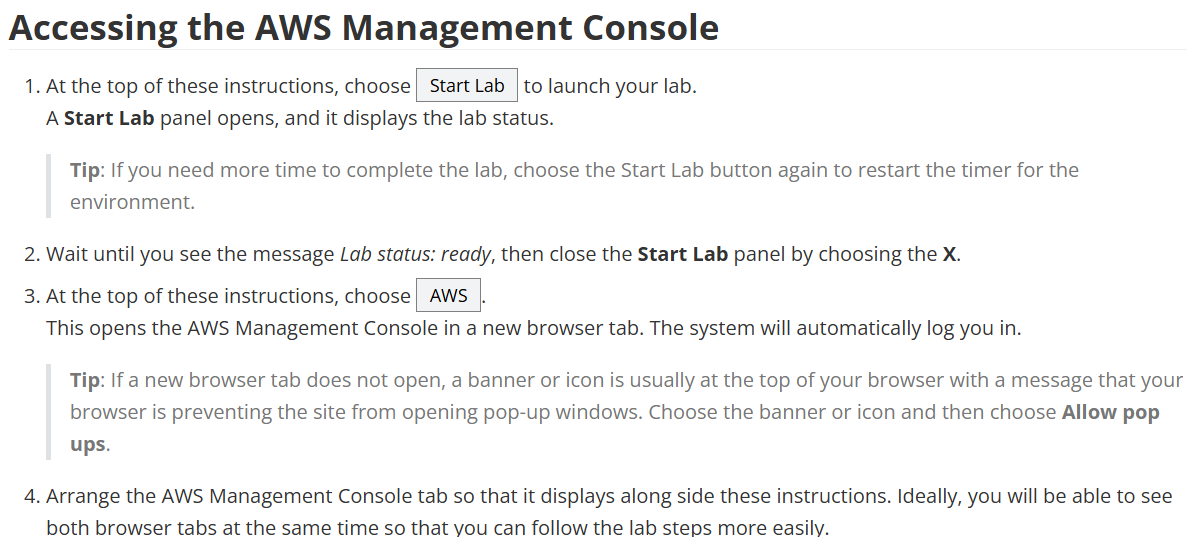 Accessing the AWS Management Console
1. At the top of these instructions, choose Start Lab to launch your lab.
A Start Lab panel opens, and it displays the lab status.
Tip: If you need more time to complete the lab, choose the Start Lab button again to restart the timer for the
environment.
2. Wait until you see the message Lab status: ready, then close the Start Lab panel by choosing the X.
3. At the top of these instructions, choose AWS.
This opens the AWS Management Console in a new browser tab. The system will automatically log you in.
Tip: If a new browser tab does not open, a banner or icon is usually at the top of your browser with a message that your
browser is preventing the site from opening pop-up windows. Choose the banner or icon and then choose Allow pop
ups.
4. Arrange the AWS Management Console tab so that it displays along side these instructions. Ideally, you will be able to see
both browser tabs at the same time so that you can follow the lab steps more easily.